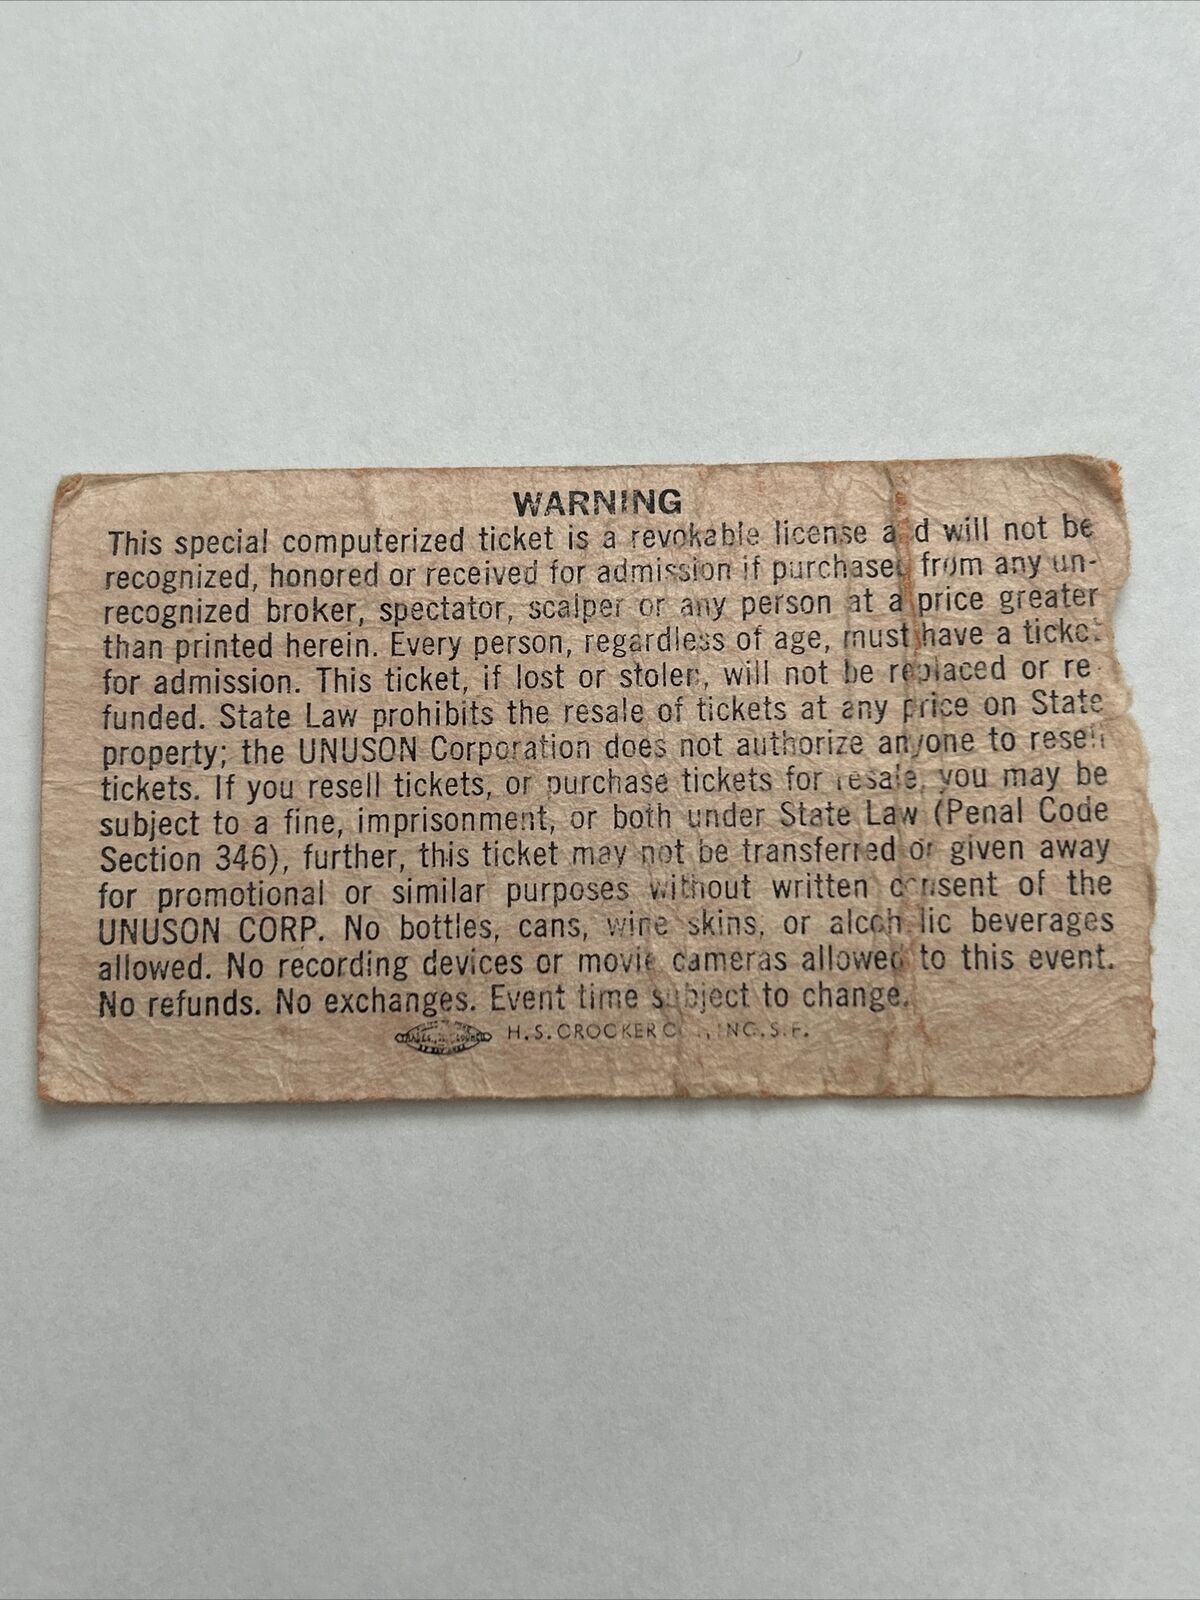 WARNING
This special computerized ticket is a revokable license and will not be
recognized, honored or received for admission if purchased from any un-
recognized broker, spectator, scalper or any person at a price greater
than printed herein. Every person, regardless of age, must have a ticket
for admission. This ticket, if lost or stolen, will not be replaced or re-
funded. State Law prohibits the resale of tickets at any price on State
property; the UNUSON Corporation does not authorize anyone to resell
tickets. If you resell tickets, or purchase tickets for resale, you may be
subject to a fine, imprisonment, or both under State Law (Penal Code
Section 346), further, this ticket may not be transferred or given away
for promotional or similar purposes without written consent of the
UNUSON CORP. No bottles, cans, wine skins, or alcoholic beverages
allowed. No recording devices or movie cameras allowed to this event.
No refunds. No exchanges. Event time subject to change.
H.S. CROCKER CO., INC. S.F.